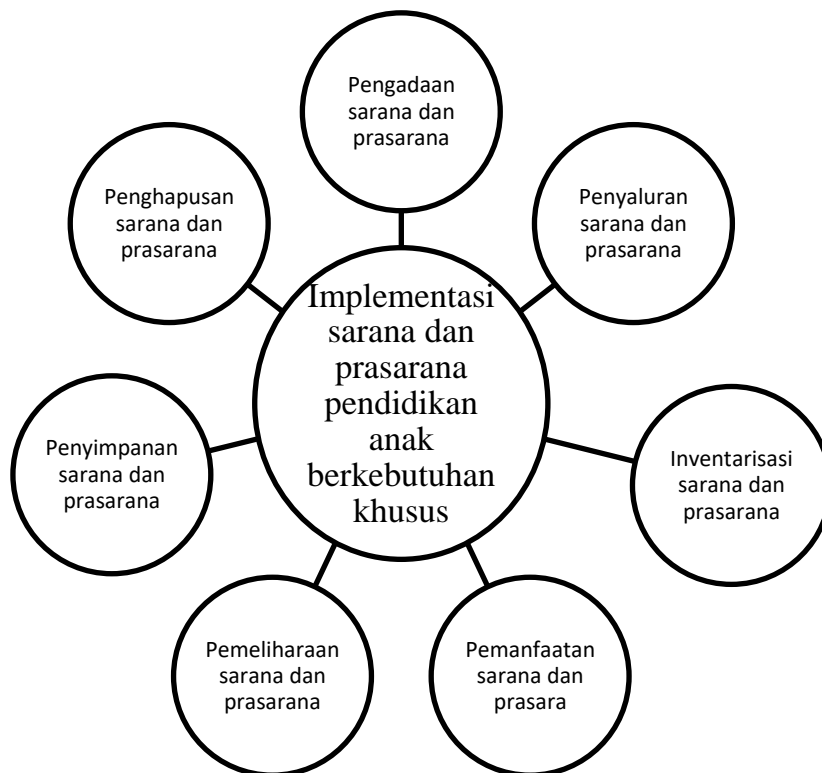 Pengadaan
sarana dan
prasarana
Penyaluran
sarana dan
prasarana
Inventarisasi
sarana dan
prasarana
Pemanfaatan
sarana dan
prasara
Pemeliharaan
sarana dan
prasarana
Penyimpanan
sarana dan
prasarana
Penghapusan
sarana dan
prasarana
Implementasi
sarana dan
prasarana
pendidikan
anak
berkebutuhan
khusus